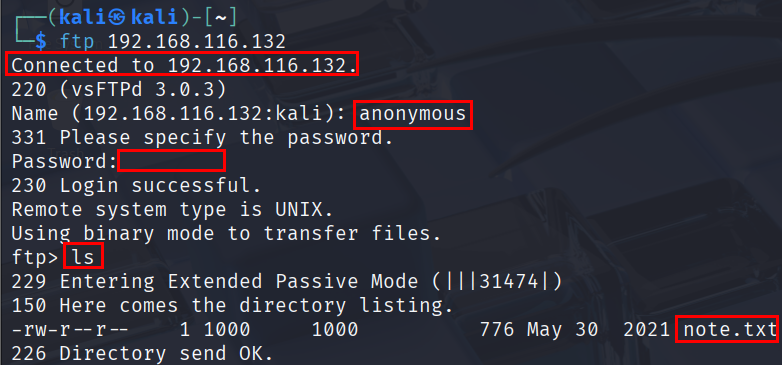 ┌──(kali㉿kali)-[~]
└─$ ftp 192.168.116.132
Connected to 192.168.116.132.
220 (vsFTPd 3.0.3)
Name (192.168.116.132:kali): anonymous
331 Please specify the password.
Password:
230 Login successful.
Remote system type is UNIX.
Using binary mode to transfer files.
ftp> ls
229 Entering Extended Passive Mode (|||31474|)
150 Here comes the directory listing.
-rw-r--r--    1 1000     1000          776 May 30  2021 note.txt
226 Directory send OK.